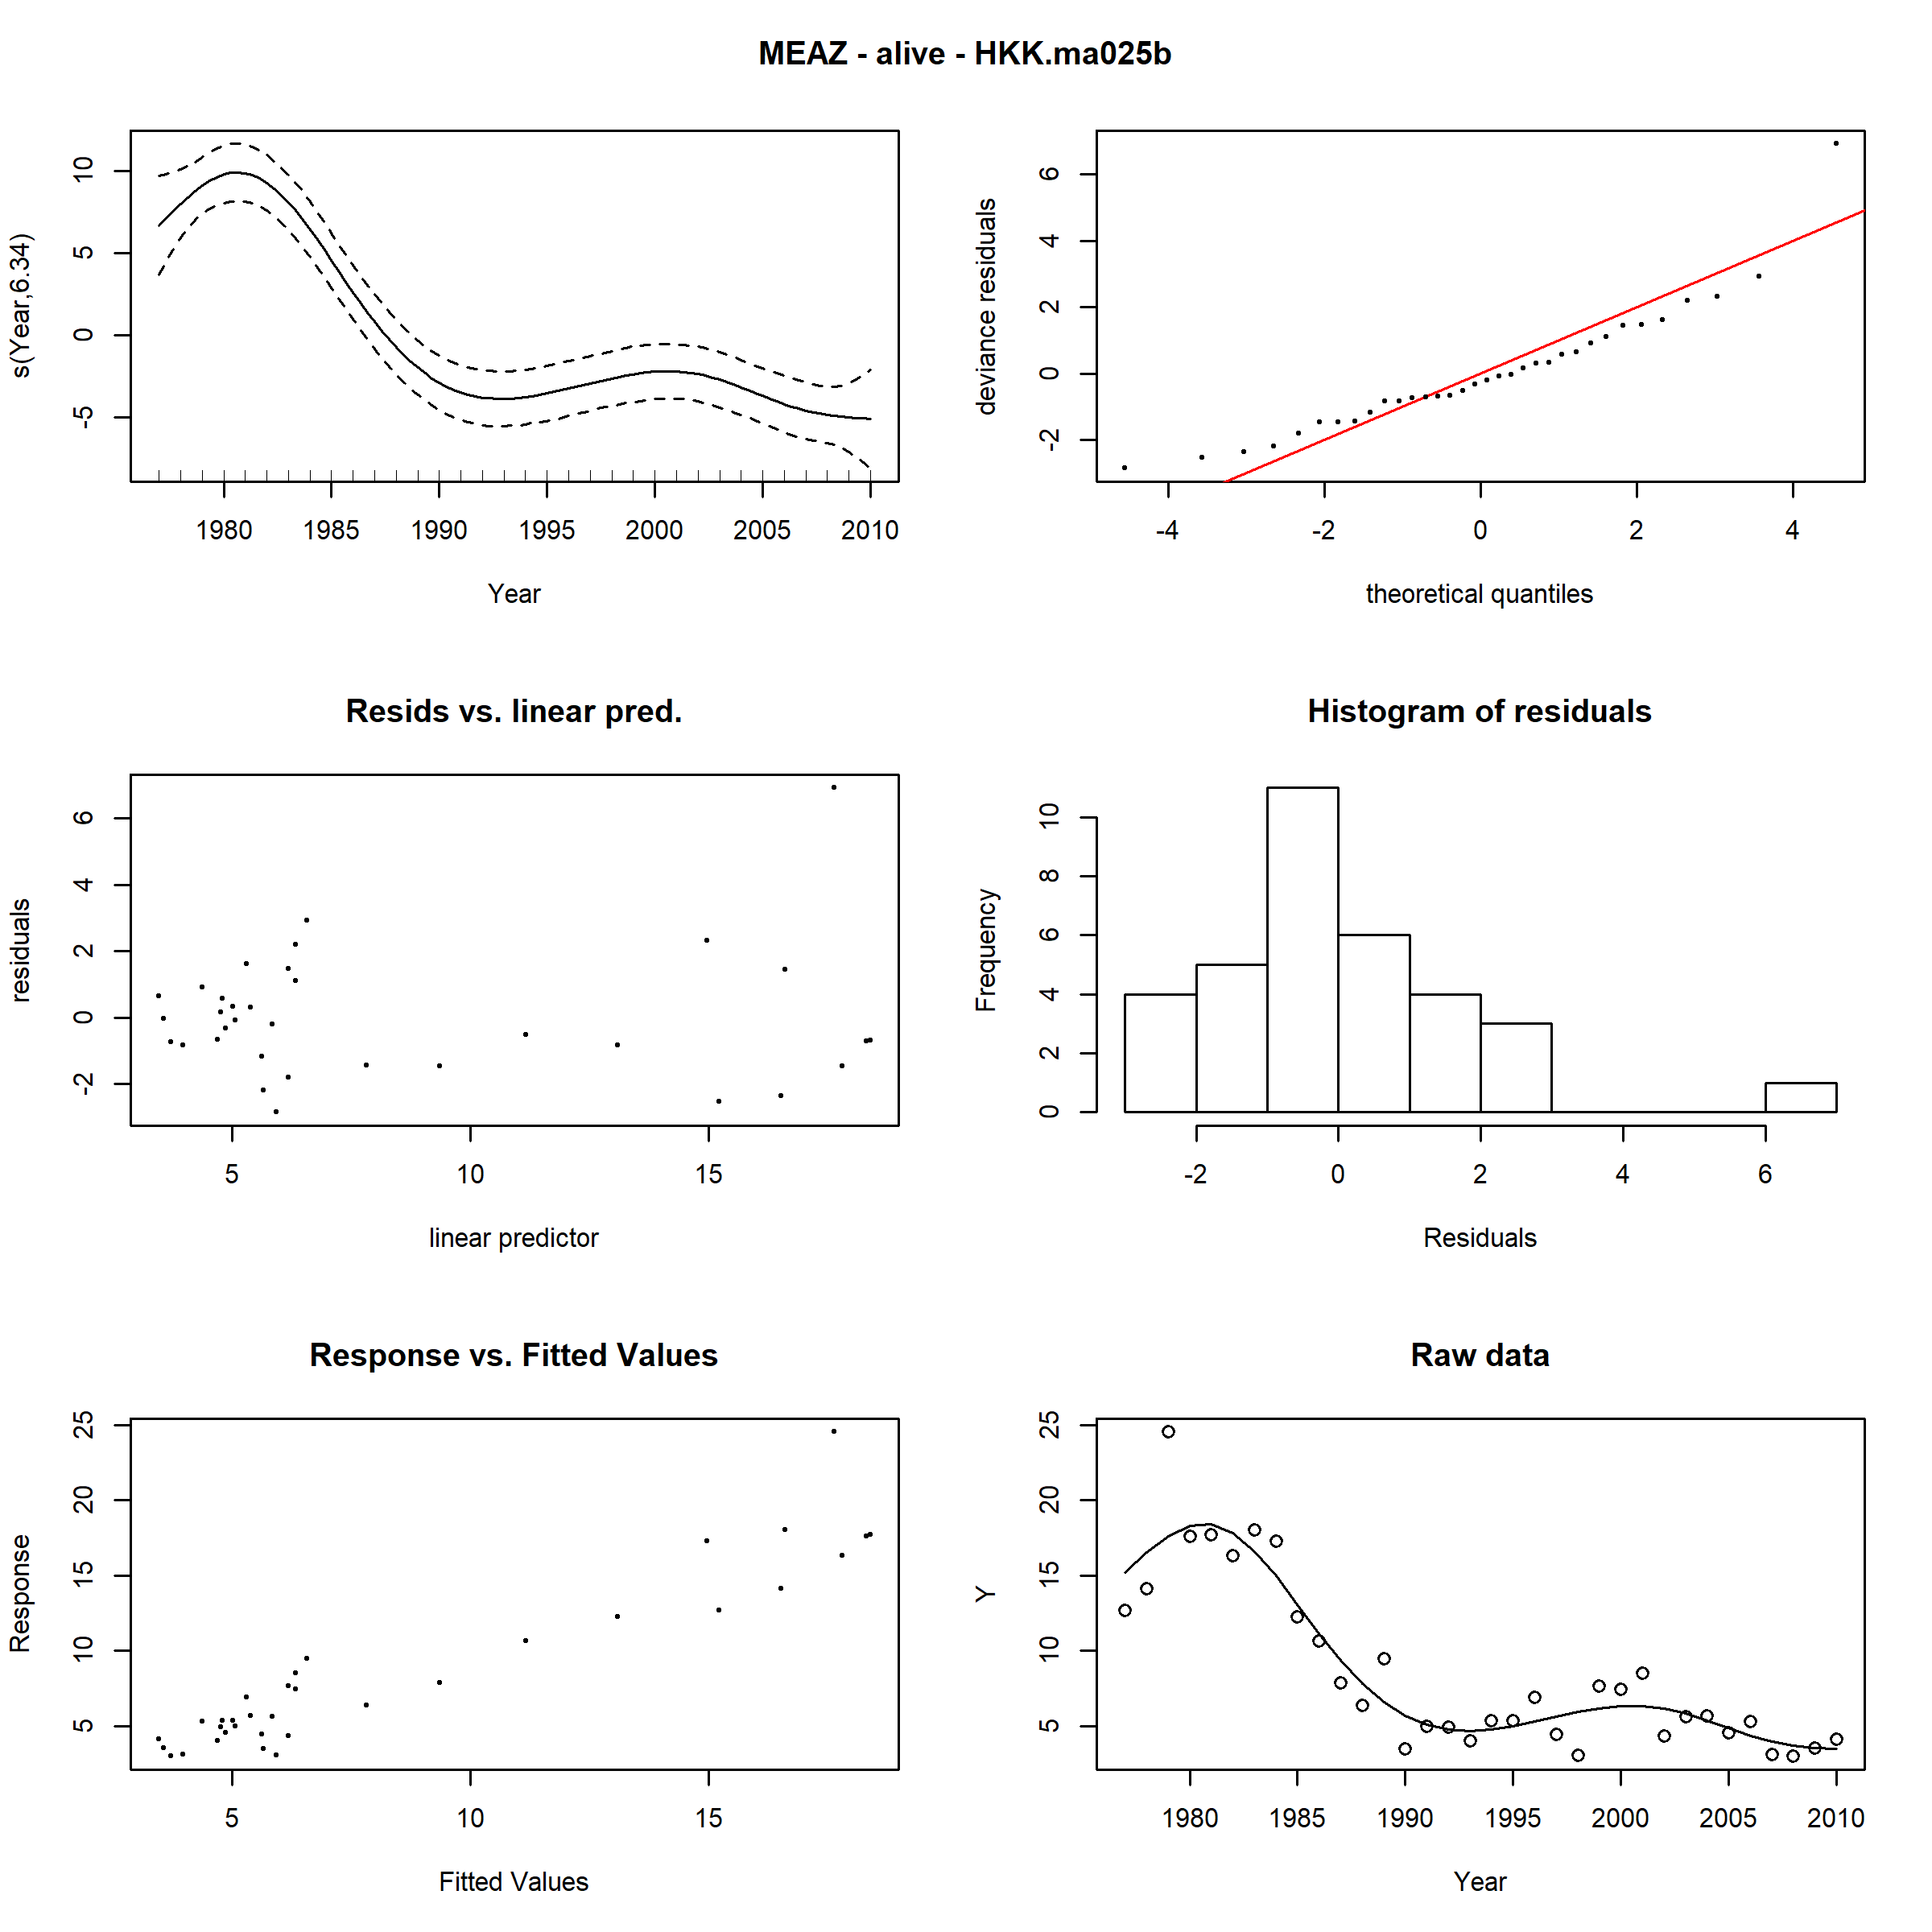 MEAZ - alive - HKK.ma025b
s(Year,6.34)
10
5
0
-5
1980 1985 1990 1995 2000 2005 2010
Year
deviance residuals
6
4
2
0
-2
-4 -2 0 2 4
theoretical quantiles
Resids vs. linear pred.
residuals
6
4
2
0
-2
5 10 15
linear predictor
Histogram of residuals
Frequency
10
8
6
4
2
0
-2 0 2 4 6
Residuals
Response vs. Fitted Values
Response
25
20
15
10
5
5 10 15
Fitted Values
Raw data
Y
25
20
15
10
5
1980 1985 1990 1995 2000 2005 2010
Year